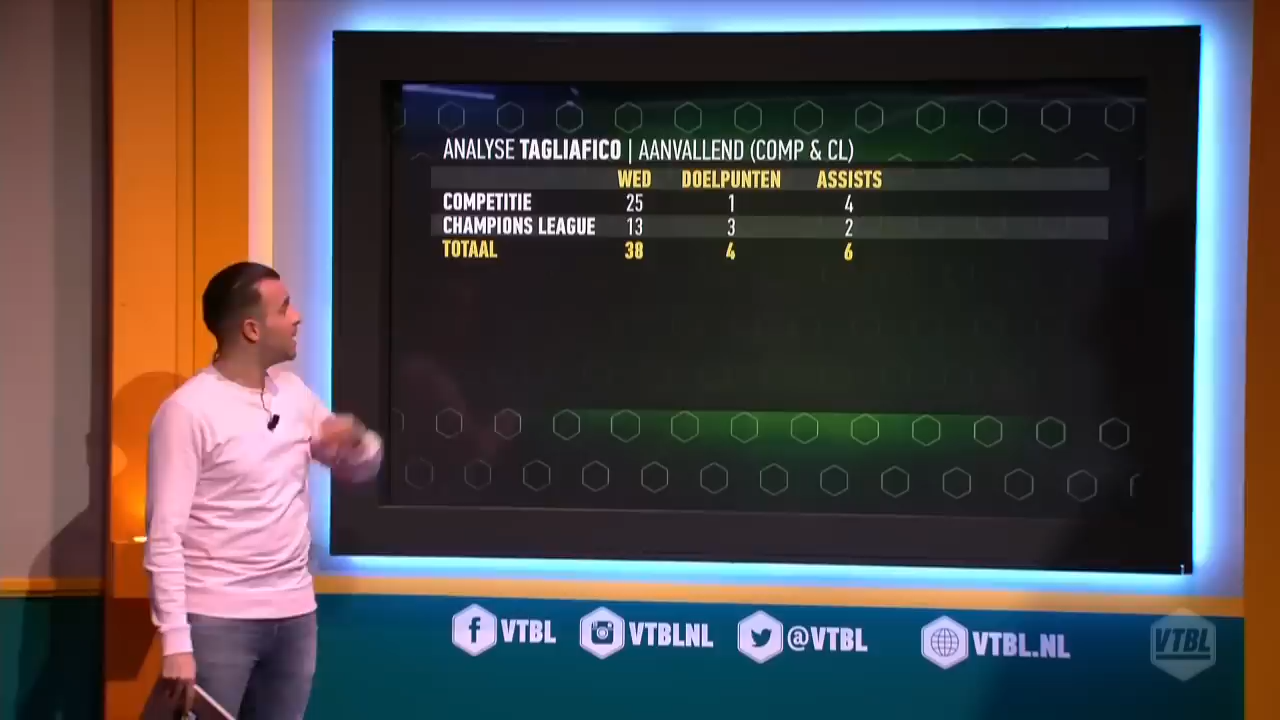 ANALYSE TAGLIAFICO | AANVALLEND (COMP & CL)
WED DOELPUNTEN ASSISTS
COMPETITIE 25 1 4
CHAMPIONS LEAGUE 13 3 2
TOTAAL 38 4 6
f VTBL VTBLNL @VTBL VTBL.NL
VTBL